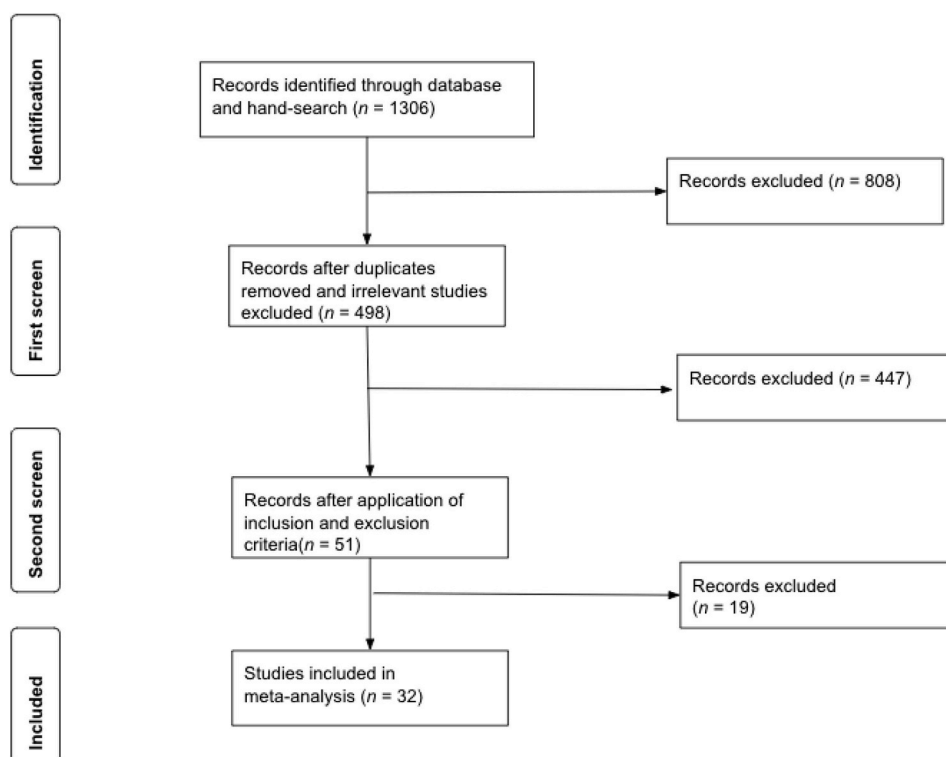 Identification
Records identified through database
and hand-search (n = 1306)
Records excluded (n = 808)
First screen
Records after duplicates
removed and irrelevant studies
excluded (n = 498)
Records excluded (n = 447)
Second screen
Records after application of
inclusion and exclusion
criteria(n = 51)
Records excluded
(n = 19)
Included
Studies included in
meta-analysis (n = 32)